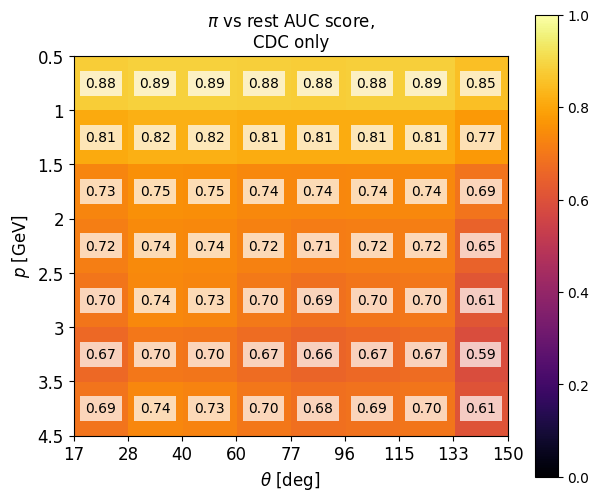 π vs rest AUC score,
CDC only
0.5
1
1.5
2
2.5
3
3.5
4.5
p [GeV]
0.88 0.89 0.89 0.88 0.88 0.88 0.89 0.85
0.81 0.82 0.82 0.81 0.81 0.81 0.81 0.77
0.73 0.75 0.75 0.74 0.74 0.74 0.74 0.69
0.72 0.74 0.74 0.72 0.71 0.72 0.72 0.65
0.70 0.74 0.73 0.70 0.69 0.70 0.70 0.61
0.67 0.70 0.70 0.67 0.66 0.67 0.67 0.59
0.69 0.74 0.73 0.70 0.68 0.69 0.70 0.61
17 28 40 60 77 96 115 133 150
θ [deg]
1.0
0.8
0.6
0.4
0.2
0.0